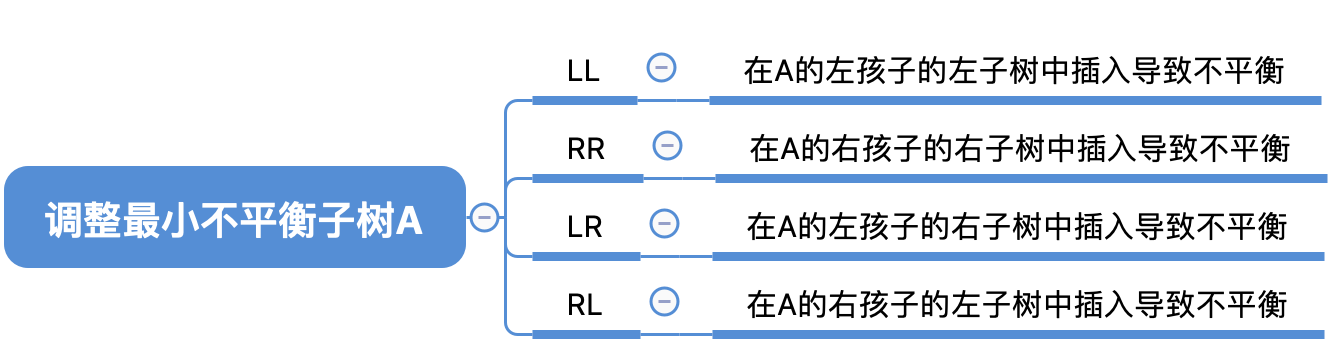 调整最小不平衡子树A
LL
在A的左孩子的左子树中插入导致不平衡
RR
在A的右孩子的右子树中插入导致不平衡
LR
在A的左孩子的右子树中插入导致不平衡
RL
在A的右孩子的左子树中插入导致不平衡